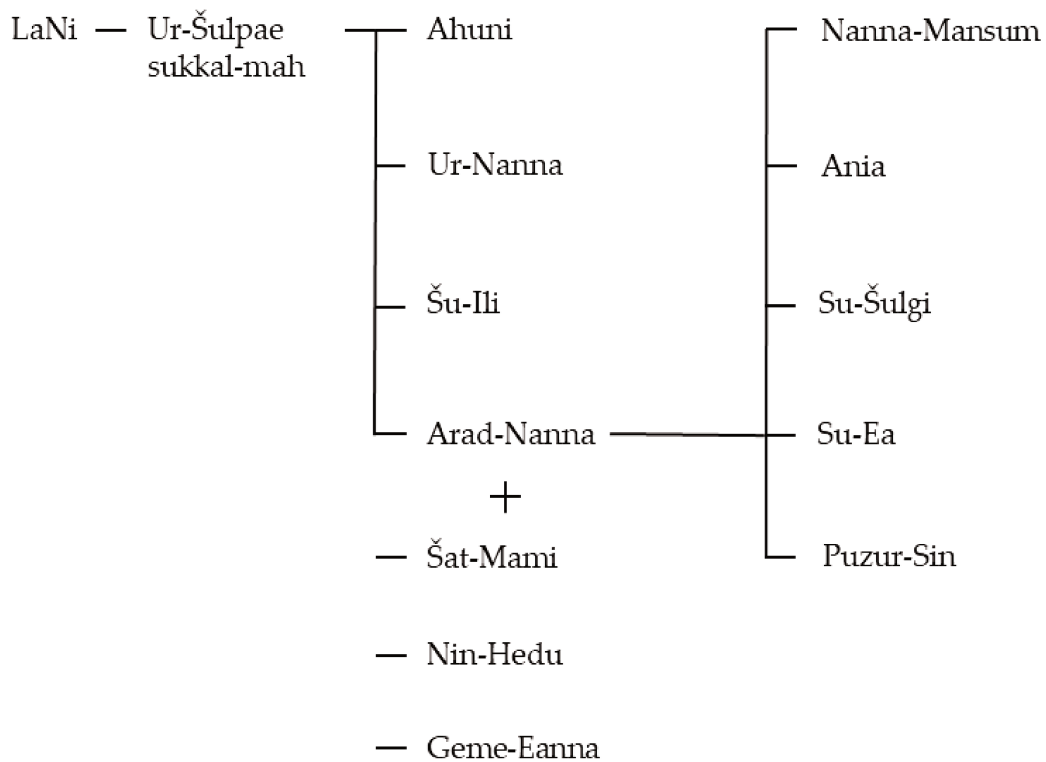 LaNi
Ur-Šulpae
sukkal-mah
Ahuni
Nanna-Mansum
Ur-Nanna
Ania
Šu-Ili
Su-Šulgi
Arad-Nanna
Su-Ea
+
Šat-Mami
Puzur-Sin
Nin-Hedu
Geme-Eanna